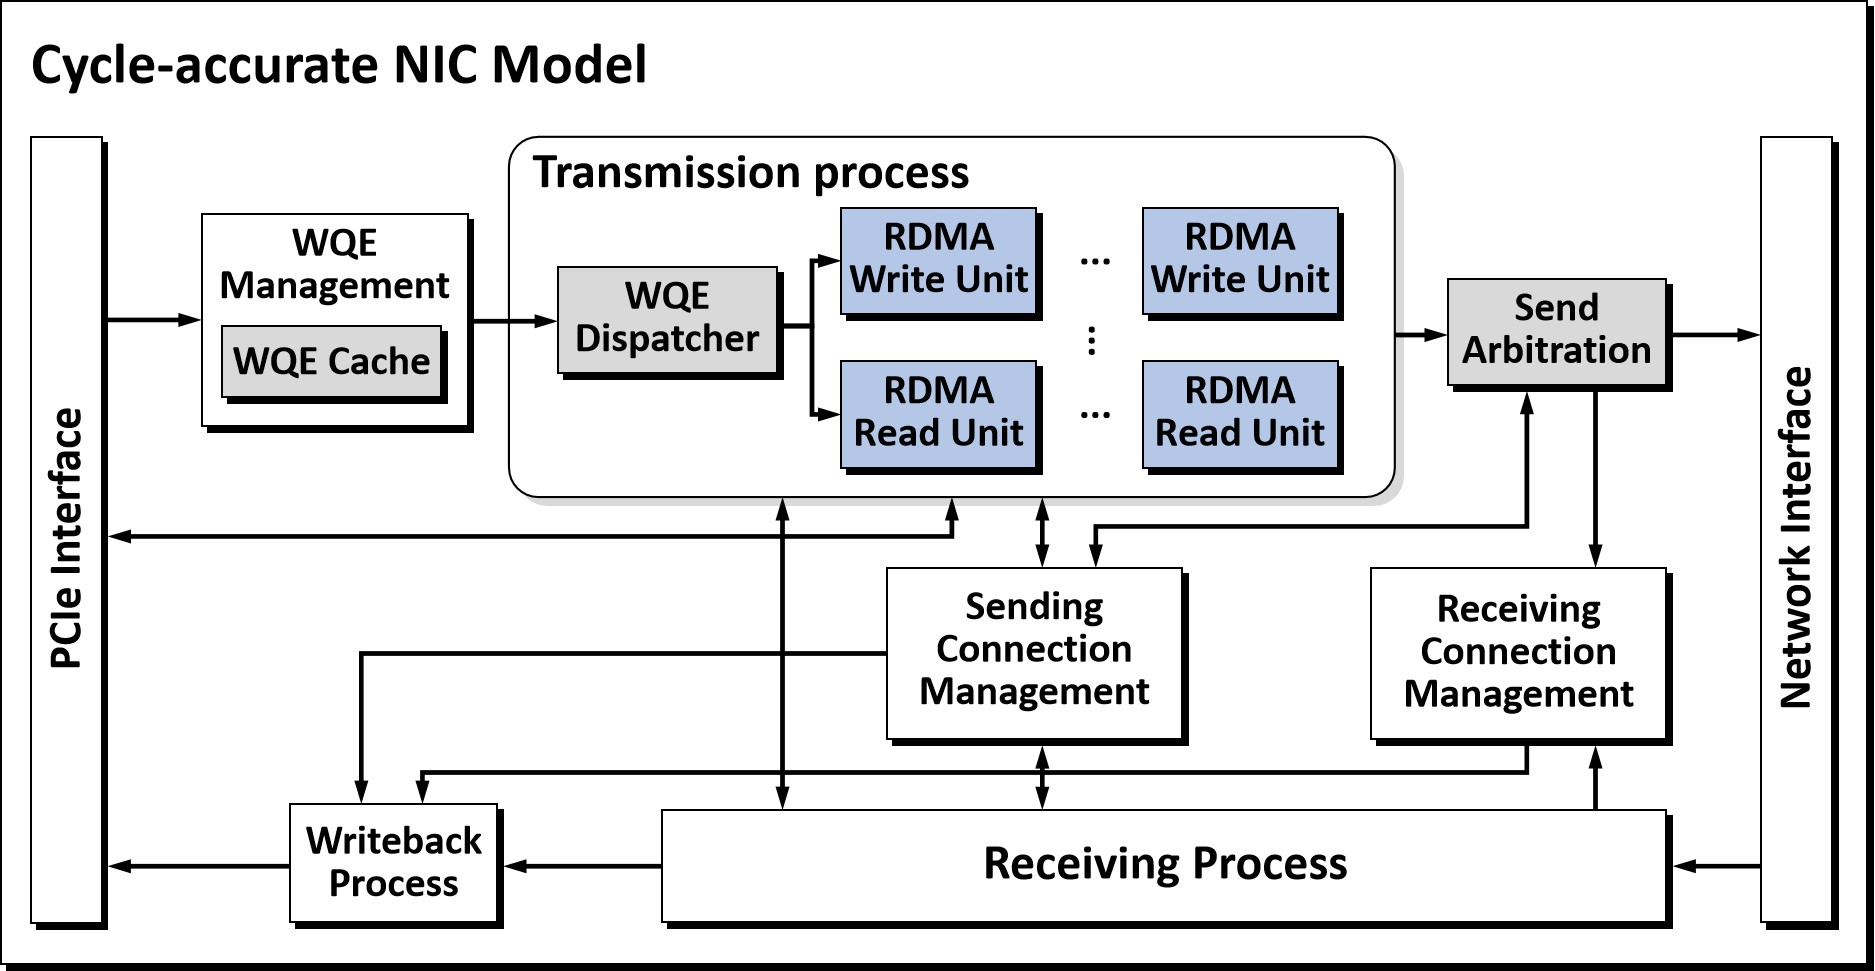 Cycle-accurate NIC Model
PCIe Interface
WQE
Management
WQE Cache
Transmission process
WQE
Dispatcher
RDMA
Write Unit
...
RDMA
Write Unit
...
RDMA
Read Unit
...
RDMA
Read Unit
Send
Arbitration
Network Interface
Sending
Connection
Management
Receiving
Connection
Management
Writeback
Process
Receiving Process